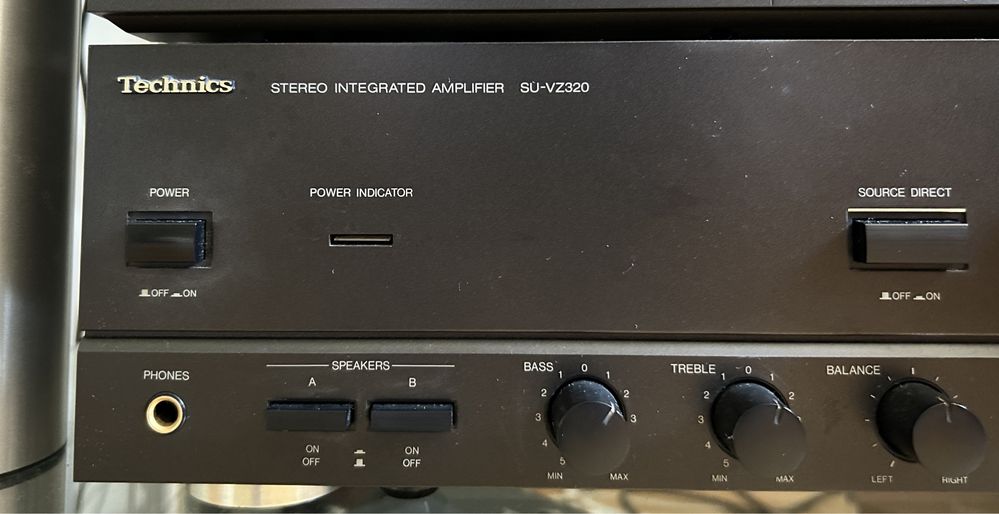 Technics
STEREO INTEGRATED AMPLIFIER SU-VZ320
POWER
POWER INDICATOR
SOURCE DIRECT
OFF ON
OFF ON
PHONES
SPEAKERS
A B
ON ON
OFF OFF
BASS
1 0 1
2 2
3 3
4
5
MIN MAX
TREBLE
1 0 1
2 2
3
4
5
MIN MAX
BALANCE
LEFT RIGHT